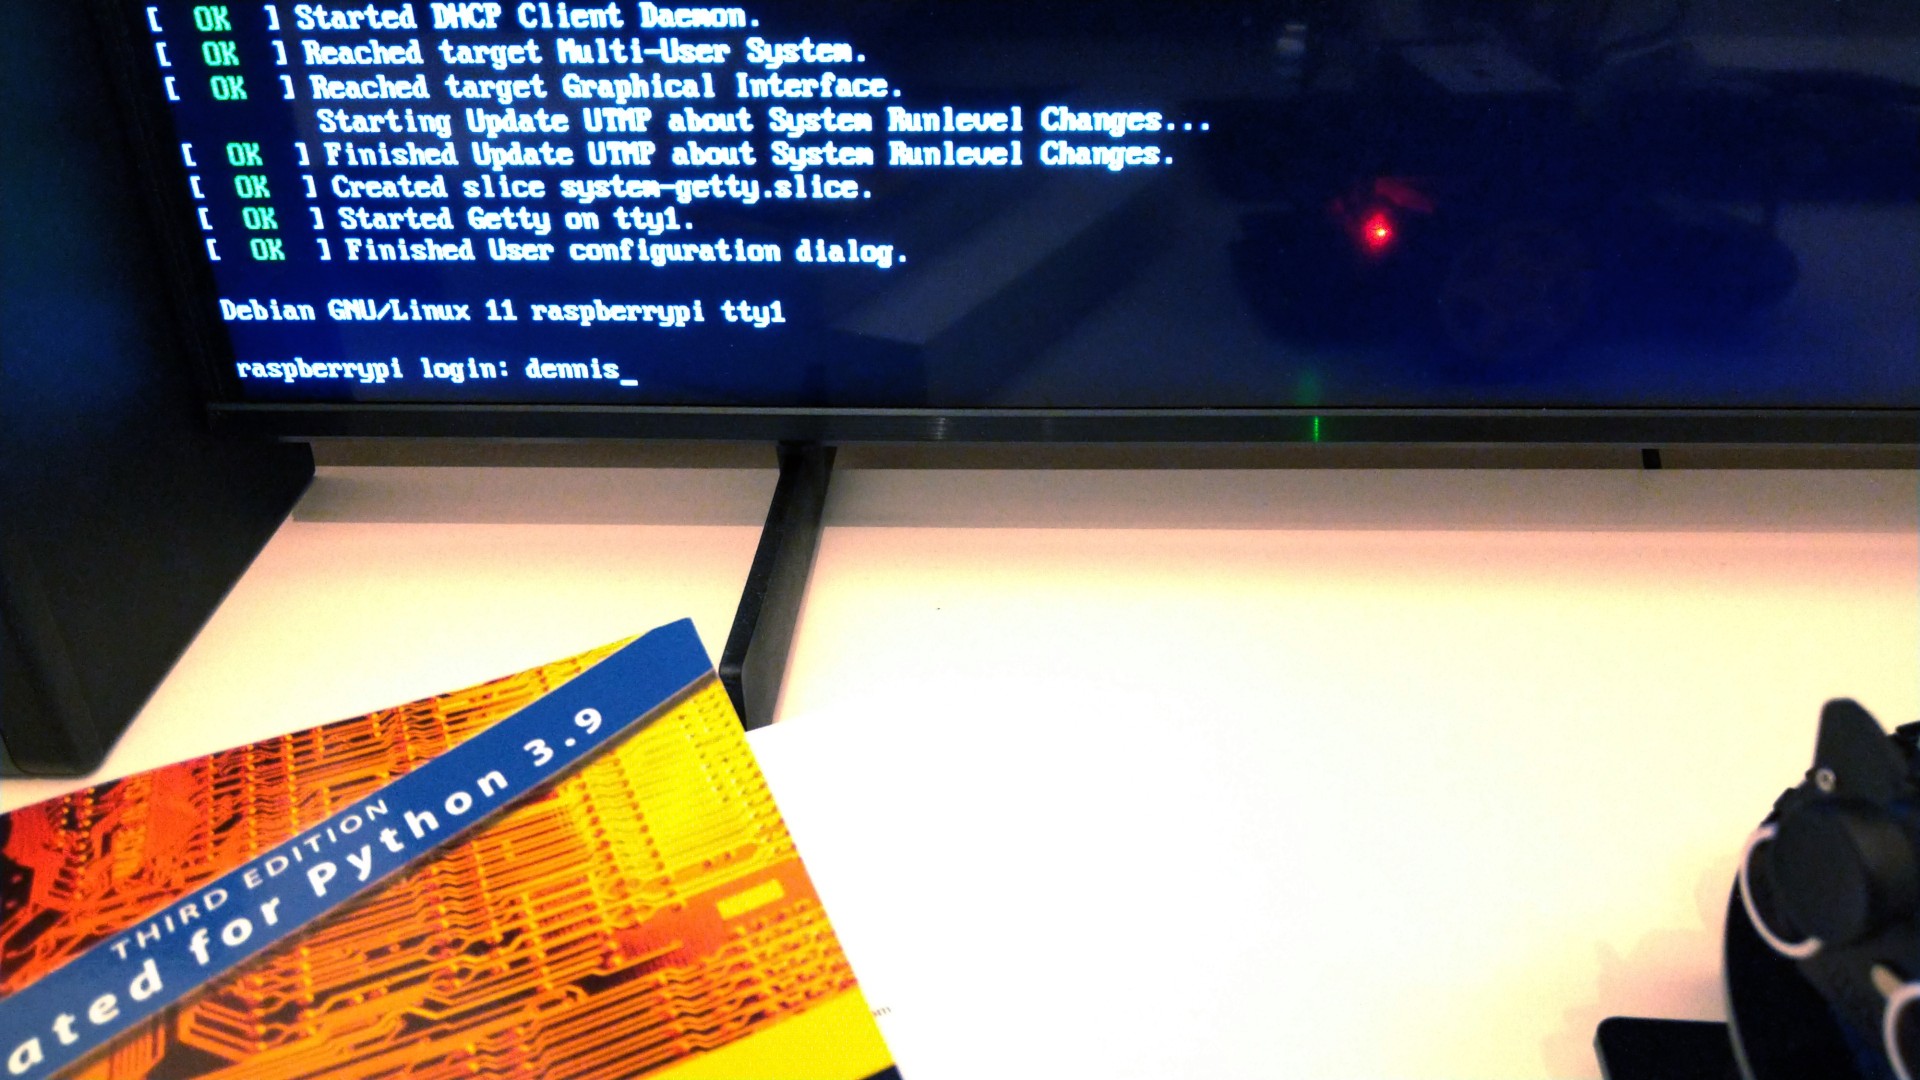 [ OK ] Started DHCP Client Daemon.
[ OK ] Reached target Multi-User System.
[ OK ] Reached target Graphical Interface.
Starting Update UTMP about System Runlevel Changes...
[ OK ] Finished Update UTMP about System Runlevel Changes.
[ OK ] Created slice system-getty.slice.
[ OK ] Started Getty on tty1.
[ OK ] Finished User configuration dialog.
Debian GNU/Linux 11 raspberrypi tty1
raspberrypi login: dennis_
THIRD EDITION
ated for Python 3.9